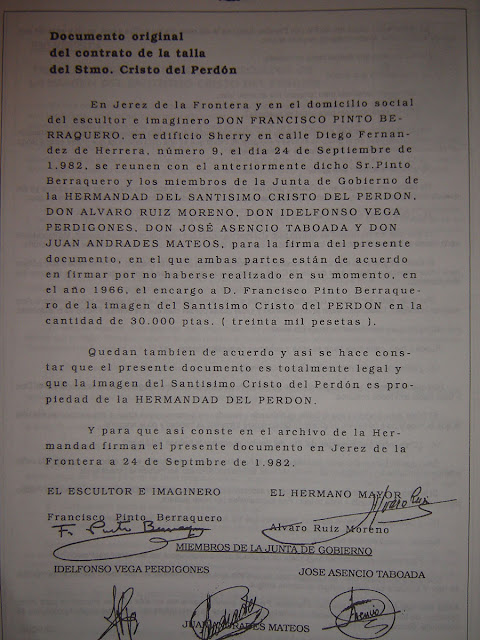 Documento original
del contrato de la talla
del Stmo. Cristo del Perdón
En Jerez de la Frontera y en el domicilio social
del escultor e imaginero DON FRANCISCO PINTO BE-
RRAQUERO, en edificio Sherry en calle Diego Fernan-
dez de Herrera, número 9, el día 24 de Septiembre de
1.982, se reunen con el anteriormente dicho Sr.Pinto
Berraquero y los miembros de la Junta de Gobierno de
la HERMANDAD DEL SANTISIMO CRISTO DEL PERDON,
DON ALVARO RUIZ MORENO, DON IDELFONSO VEGA
PERDIGONES, DON JOSÉ ASENCIO TABOADA Y DON
JUAN ANDRADES MATEOS, para la firma del presente
documento, en el que ambas partes están de acuerdo
en firmar por no haberse realizado en su momento, en
el año 1966, el encargo a D. Francisco Pinto Berraque-
ro de la imagen del Santisimo Cristo del PERDON en la
cantidad de 30.000 ptas. ( treinta mil pesetas ).
Quedan tambien de acuerdo y asi se hace cons-
tar que el presente documento es totalmente legal y
que la imagen del Santisimo Cristo del Perdón es pro-
piedad de la HERMANDAD DEL PERDON.
Y para que asi conste en el archivo de la Her-
mandad firman el presente documento en Jerez de la
Frontera a 24 de Septmbre de 1.982.
EL ESCULTOR E IMAGINERO
EL HERMANO MAYOR
Francisco Pinto Berraquero
Alvaro Ruiz Moreno
MIEMBROS DE LA JUNTA DE GOBIERNO
IDELFONSO VEGA PERDIGONES
JOSE ASENCIO TABOADA
JUAN ANDRADES MATEOS